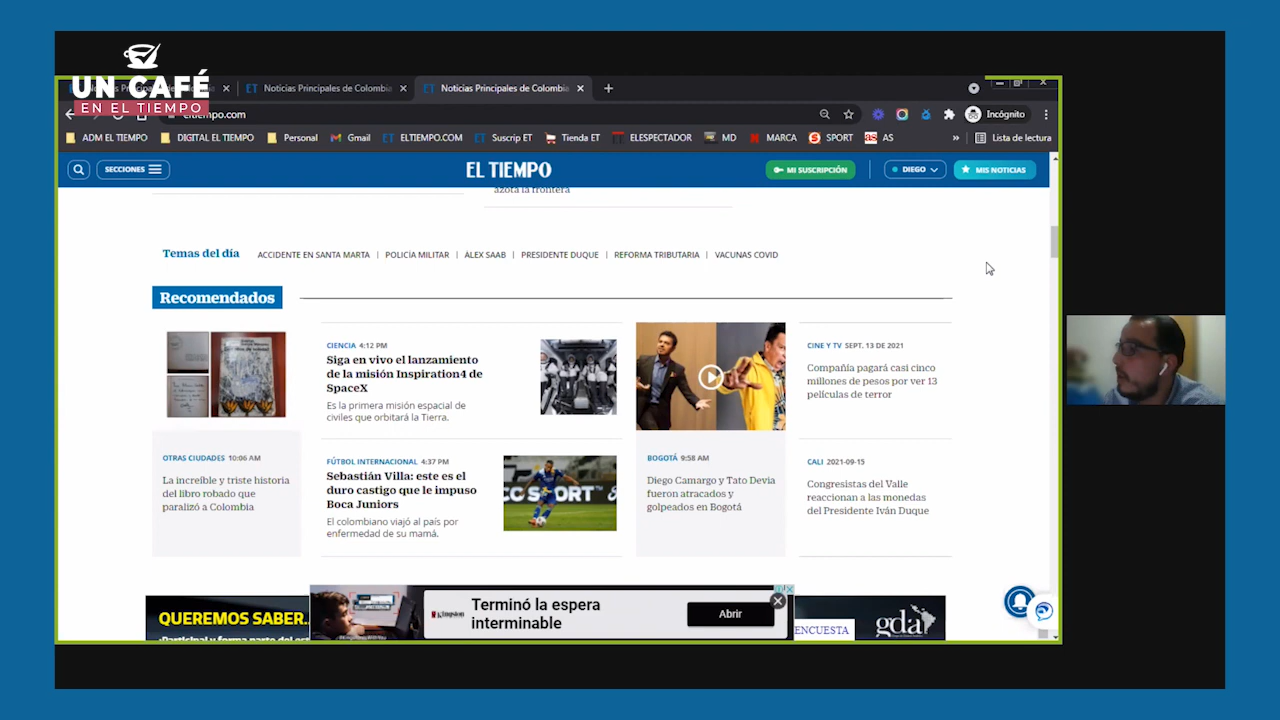 UN CAFÉ
EN EL TIEMPO
Noticias Principales de Colombia
Noticias Principales de Colombia
eltiempo.com
Incógnito
ADM EL TIEMPO
DIGITAL EL TIEMPO
Personal
Gmail
ELTIEMPO.COM
Suscrip ET
Tienda ET
ELESPECTADOR
MD
MARCA
SPORT
AS
Lista de lectura
SECCIONES
EL TIEMPO
MI SUSCRIPCIÓN
DIEGO
MIS NOTICIAS
azota la frontera
Temas del día
ACCIDENTE EN SANTA MARTA | POLICÍA MILITAR | ÁLEX SAAB | PRESIDENTE DUQUE | REFORMA TRIBUTARIA | VACUNAS COVID
Recomendados
OTRAS CIUDADES 10:06 AM
La increíble y triste historia
del libro robado que
paralizó a Colombia
CIENCIA 4:12 PM
Siga en vivo el lanzamiento
de la misión Inspiration4 de
SpaceX
Es la primera misión espacial de
civiles que orbitará la Tierra.
FÚTBOL INTERNACIONAL 4:37 PM
Sebastián Villa: este es el
duro castigo que le impuso
Boca Juniors
El colombiano viajó al país por
enfermedad de su mamá.
BOGOTÁ 9:58 AM
Diego Camargo y Tato Devia
fueron atracados y
golpeados en Bogotá
CINE Y TV SEPT. 13 DE 2021
Compañía pagará casi cinco
millones de pesos por ver 13
películas de terror
CALI 2021-09-15
Congresistas del Valle
reaccionan a las monedas
del Presidente Iván Duque
QUEREMOS SABER...
¡Participal y forma parte del est
Kingston
Terminó la espera
interminable
Abrir
ENCUESTA
gda